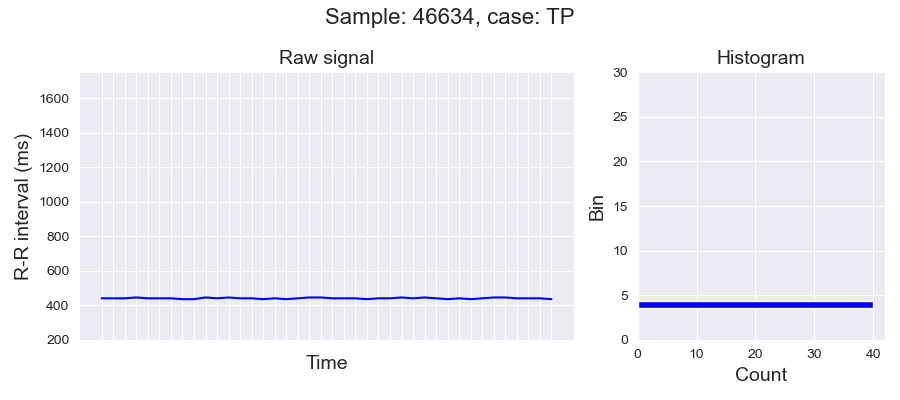 Sample: 46634, case: TP
Raw signal
R-R interval (ms)
1600
1400
1200
1000
800
600
400
200
Time
Histogram
Bin
30
25
20
15
10
5
0
0 10 20 30 40
Count